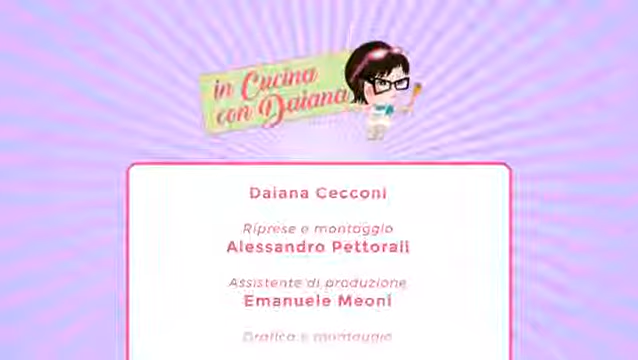 in Cucina
con Daiana
Daiana Cecconi
Riprese e montaggio
Alessandro Pettorali
Assistente di produzione
Emanuele Meoni
Grafica e montaggio